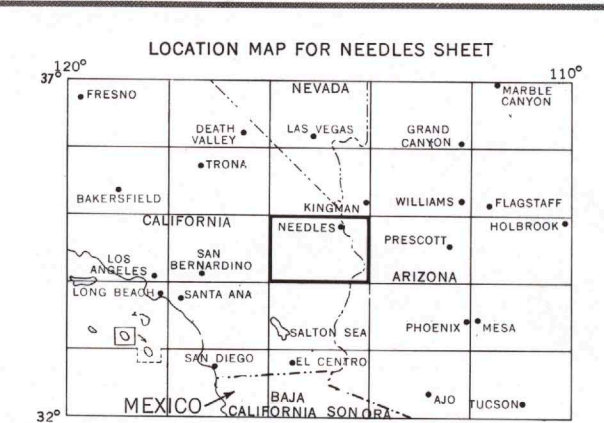 LOCATION MAP FOR NEEDLES SHEET
120°
110°
37°
FRESNO
NEVADA
MARBLE
CANYON
DEATH
VALLEY
LAS VEGAS
GRAND
CANYON
TRONA
BAKERSFIELD
KINGMAN
WILLIAMS
FLAGSTAFF
CALIFORNIA
NEEDLES
HOLBROOK
PRESCOTT
LOS
ANGELES
SAN
BERNARDINO
ARIZONA
LONG BEACH
SANTA ANA
SALTON SEA
PHOENIX
MESA
SAN DIEGO
EL CENTRO
MEXICO
BAJA
CALIFORNIA
SONORA
AJO
TUCSON
32°